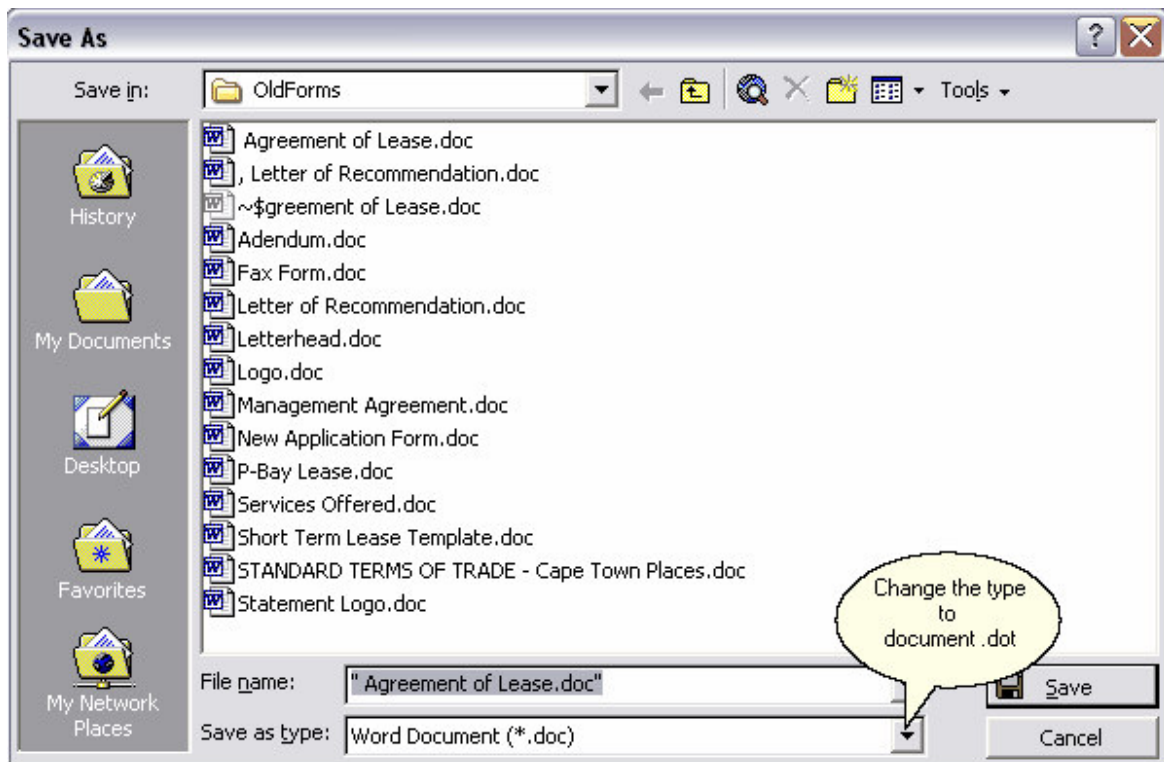 Save As
?
Save in:
OldForms
Tools
History
My Documents
Desktop
Favorites
My Network
Places
Agreement of Lease.doc
, Letter of Recommendation.doc
~$greement of Lease.doc
Adendum.doc
Fax Form.doc
Letter of Recommendation.doc
Letterhead.doc
Logo.doc
Management Agreement.doc
New Application Form.doc
P-Bay Lease.doc
Services Offered.doc
Short Term Lease Template.doc
STANDARD TERMS OF TRADE - Cape Town Places.doc
Statement Logo.doc
Change the type
to
document .dot
File name:
" Agreement of Lease.doc"
Save
Save as type:
Word Document (*.doc)
Cancel